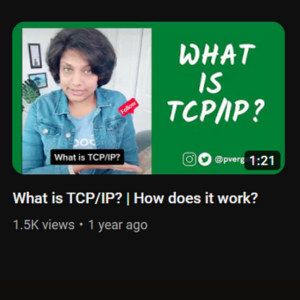 WHAT
IS
TCP/IP?
Follow
What is TCP/IP?
1:21
What is TCP/IP? | How does it work?
1.5K views • 1 year ago